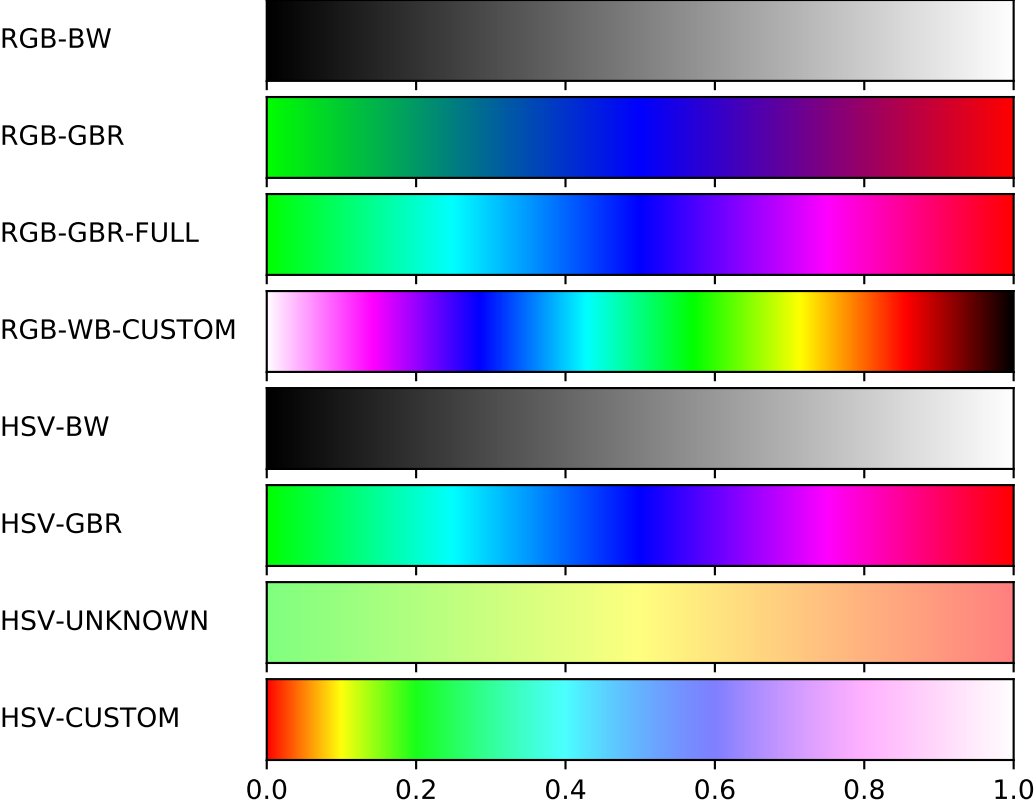 RGB-BW
RGB-GBR
RGB-GBR-FULL
RGB-WB-CUSTOM
HSV-BW
HSV-GBR
HSV-UNKNOWN
HSV-CUSTOM
0.0 0.2 0.4 0.6 0.8 1.0